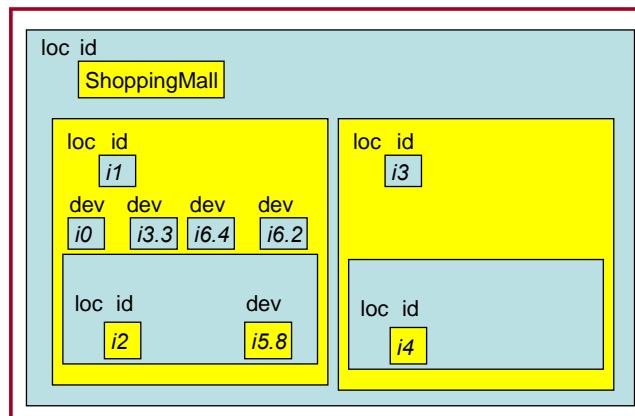 loc id
ShoppingMall
loc id
i1
dev dev dev dev
i0 i3.3 i6.4 i6.2
loc id dev
i2 i5.8
loc id
i3
loc id
i4